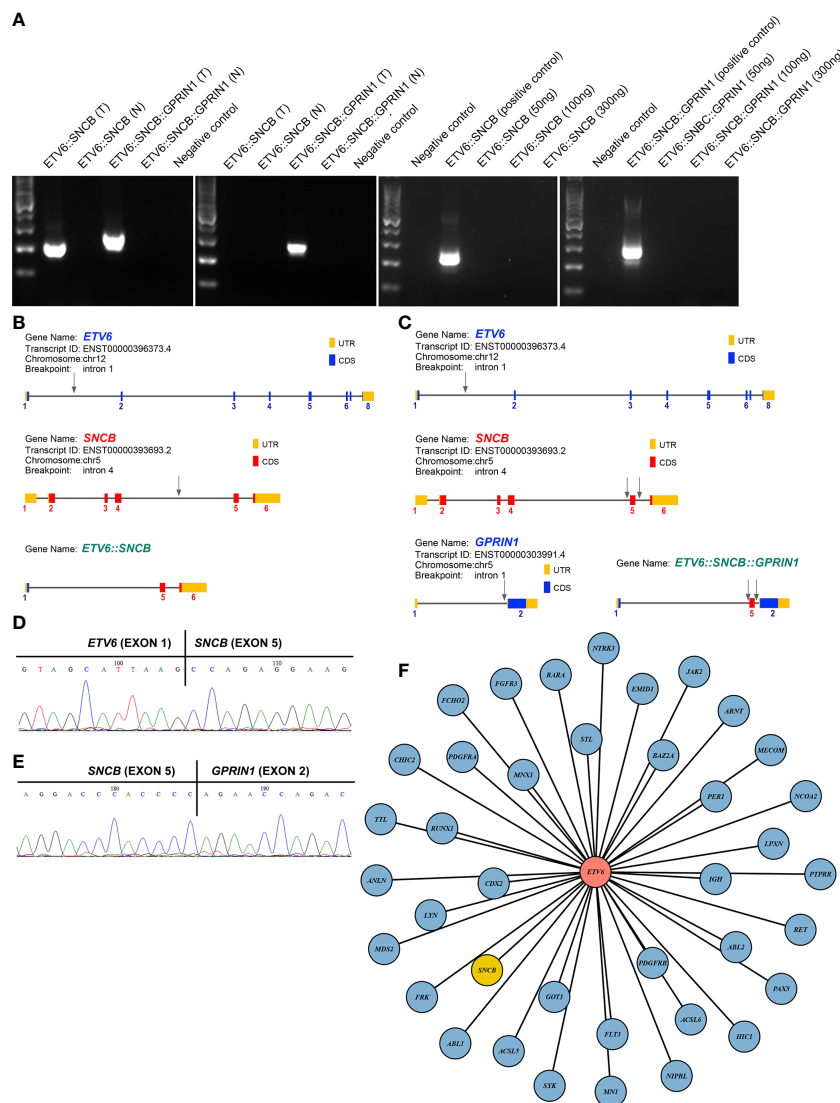 A
ETV6::SNCB (T)
ETV6::SNCB (N)
ETV6::SNCB::GPRIN1 (T)
ETV6::SNCB::GPRIN1 (N)
Negative control
ETV6::SNCB (T)
ETV6::SNCB (N)
ETV6::SNCB::GPRIN1 (T)
ETV6::SNCB::GPRIN1 (N)
Negative control
Negative control
ETV6::SNCB (positive control)
ETV6::SNCB (50ng)
ETV6::SNCB (100ng)
ETV6::SNCB (300ng)
Negative control
ETV6::SNCB::GPRIN1 (positive control)
ETV6::SNBC::GPRIN1 (50ng)
ETV6::SNCB::GPRIN1 (100ng)
ETV6::SNCB::GPRIN1 (300ng)
B
Gene Name: ETV6
Transcript ID: ENST00000396373.4
Chromosome:chr12
Breakpoint: intron 1
UTR
CDS
1 2 3 4 5 6 8
Gene Name: SNCB
Transcript ID: ENST00000393693.2
Chromosome:chr5
Breakpoint: intron 4
UTR
CDS
1 2 3 4 5 6
Gene Name: ETV6::SNCB
1 5 6
C
Gene Name: ETV6
Transcript ID: ENST00000396373.4
Chromosome:chr12
Breakpoint: intron 1
UTR
CDS
1 2 3 4 5 6 8
Gene Name: SNCB
Transcript ID: ENST00000393693.2
Chromosome:chr5
Breakpoint: intron 4
UTR
CDS
1 2 3 4 5 6
Gene Name: GPRIN1
Transcript ID: ENST00000303991.4
Chromosome:chr5
Breakpoint: intron 1
UTR
CDS
1 2
Gene Name: ETV6::SNCB::GPRIN1
1 5 2
D
ETV6 (EXON 1) SNCB (EXON 5)
100 110
G T A G C A T T A A G C C A G A G G A A G
E
SNCB (EXON 5) GPRIN1 (EXON 2)
180 190
A G G A C C C A C C C C A G A A C C A G A C
F
NTRK3
RARA
JAK2
FGFR3
EMID1
FCHO2
ARNT
STL
MECOM
CHIC2
PDGFRA
BAZ2A
MNX1
PER1
NCOA2
TTL
RUNX1
LPXN
ETV6
PTPRR
ANLN
CDX2
IGH
LYN
RET
MDS2
ABL2
PDGFRB
SNCB
PAX5
FRK
GOT1
ACSL6
HIC1
FLT3
ABL1
ACSL5
NIPBL
SYK
MN1